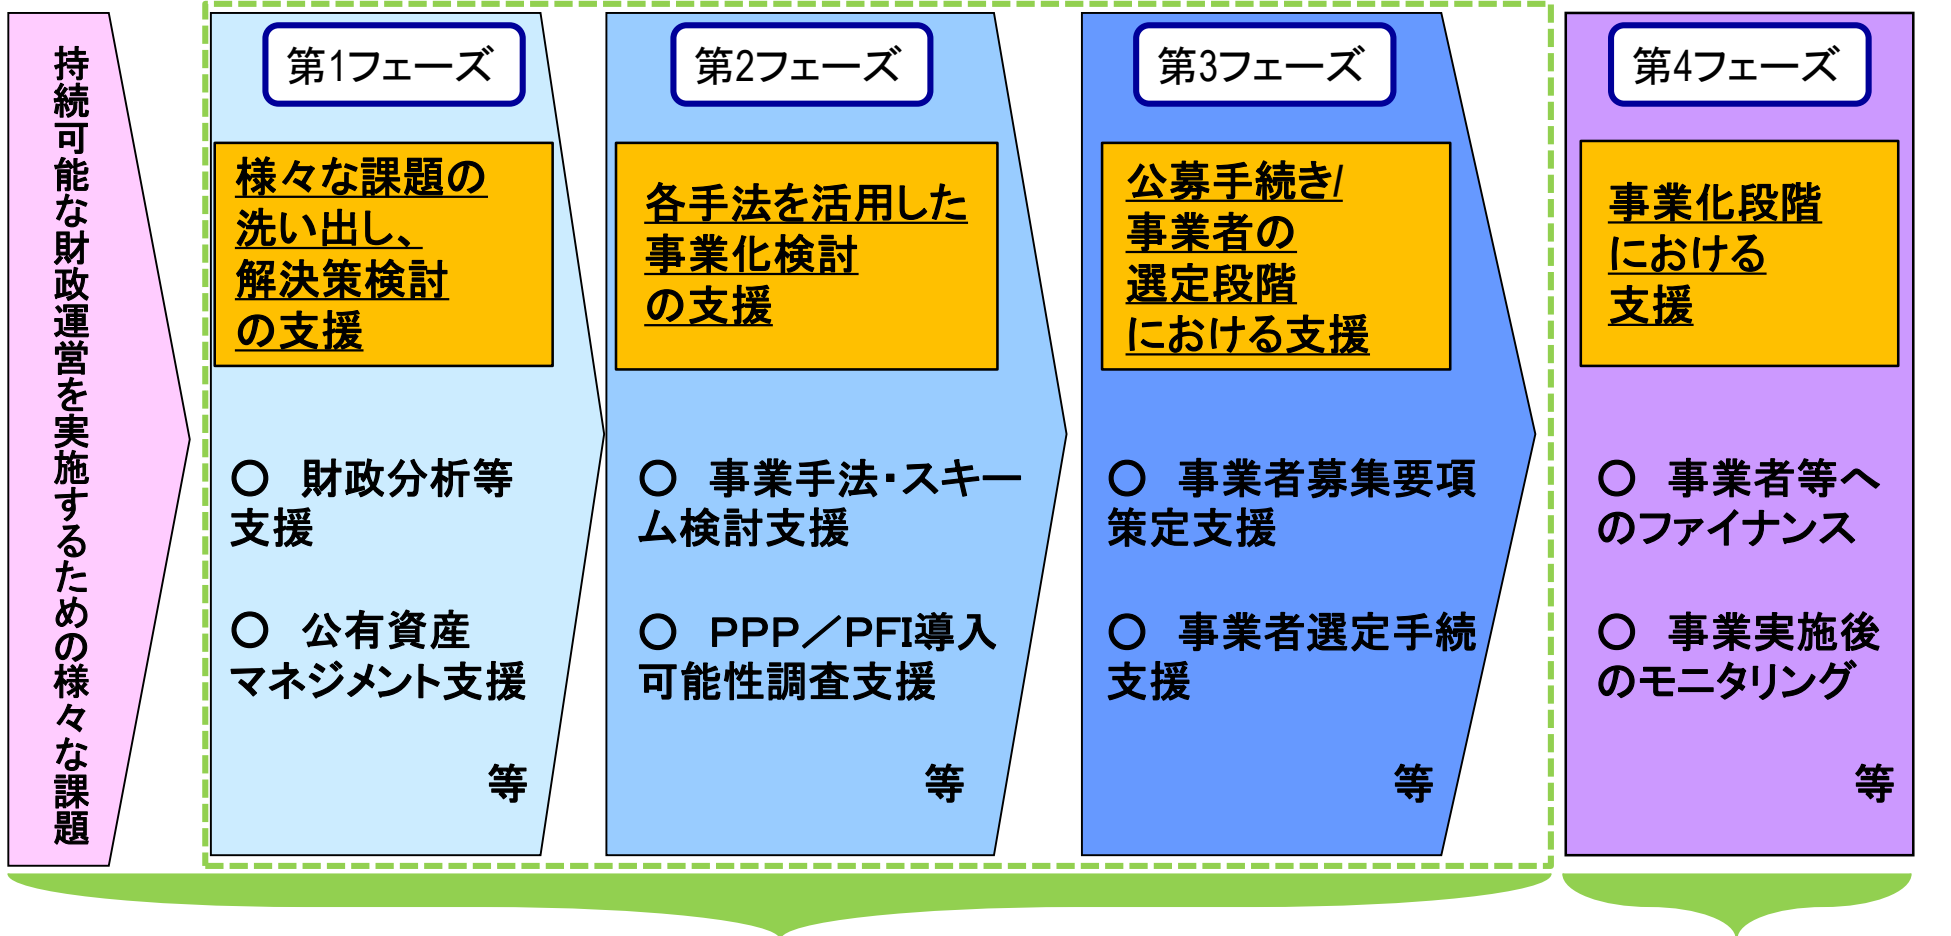 持続可能な財政運営を実施するための様々な課題
第1フェーズ
様々な課題の
洗い出し、
解決策検討
の支援
○ 財政分析等
支援
○ 公有資産
マネジメント支援
等
第2フェーズ
各手法を活用した
事業化検討
の支援
○ 事業手法・スキー
ム検討支援
○ PPP／PFI導入
可能性調査支援
等
第3フェーズ
公募手続き/
事業者の
選定段階
における支援
○ 事業者募集要項
策定支援
○ 事業者選定手続
支援
等
第4フェーズ
事業化段階
における
支援
○ 事業者等へ
のファイナンス
○ 事業実施後
のモニタリング
等